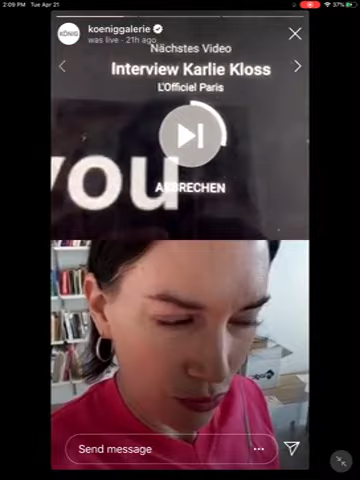 2:09 PM Tue Apr 21
37%
KÖNIG
koeniggalerie
was live · 21h ago
Nächstes Video
Interview Karlie Kloss
L'Officiel Paris
you
ABBRECHEN
Send message